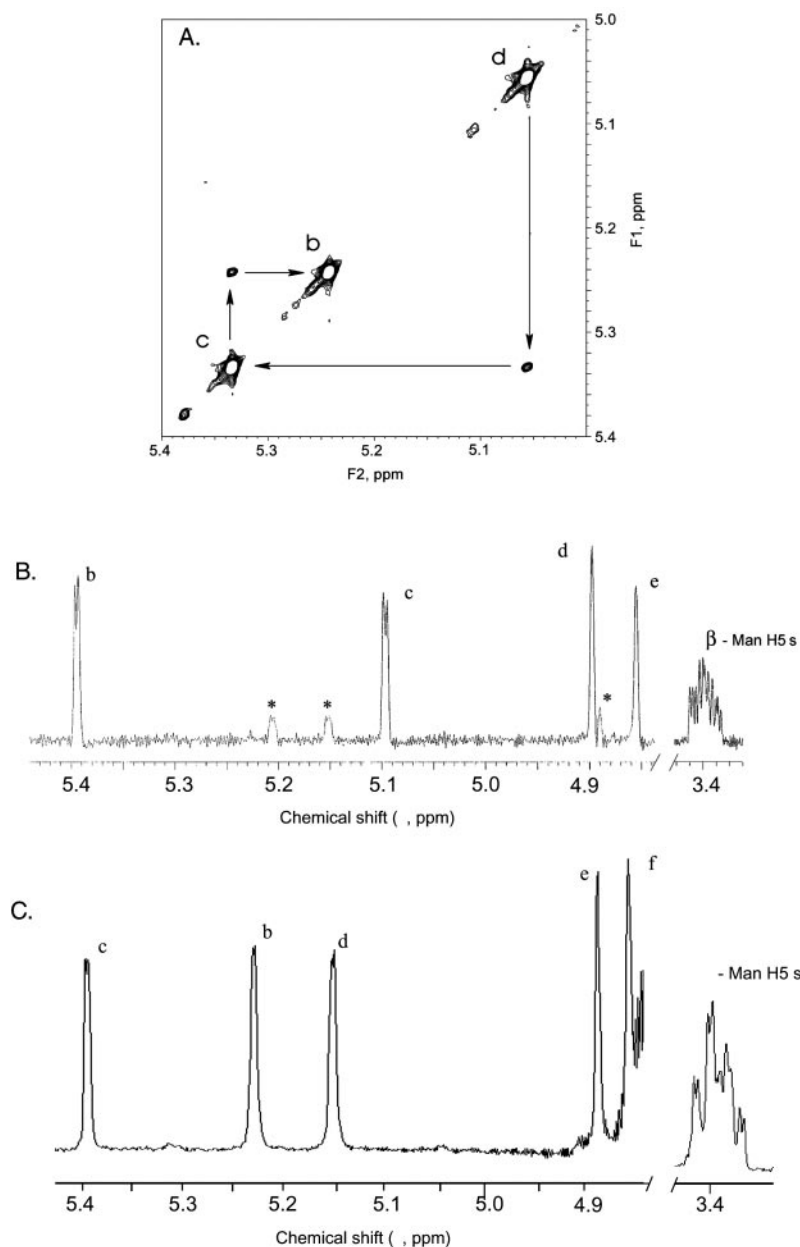 A.
d
5.0
5.1
b
5.2
F1, ppm
c
5.3
5.4
5.4 5.3 5.2 5.1
F2, ppm
B.
b
c
d
e
β - Man H5 s
* * *
5.4 5.3 5.2 5.1 5.0 4.9 3.4
Chemical shift ( , ppm)
C.
c
b
d
e
f
- Man H5 s
5.4 5.3 5.2 5.1 5.0 4.9 3.4
Chemical shift ( , ppm)